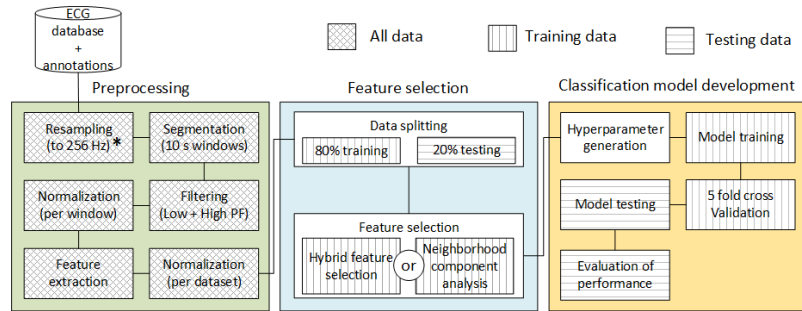 ECG
database
+
annotations
All data
Training data
Testing data
Preprocessing
Feature selection
Classification model development
Resampling
(to 256 Hz) *
Segmentation
(10 s windows)
Normalization
(per window)
Filtering
(Low + High PF)
Feature
extraction
Normalization
(per dataset)
Data splitting
80% training
20% testing
Feature selection
Hybrid feature
selection
or
Neighborhood
component
analysis
Hyperparameter
generation
Model training
Model testing
5 fold cross
Validation
Evaluation of
performance